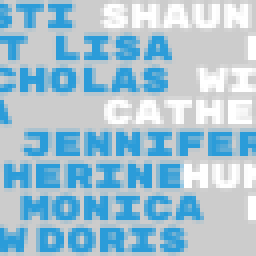 STI SHAUN
T LISA
CHOLAS WI
A CATHE
JENNIFER
HERINE HUN
MONICA
W DORIS